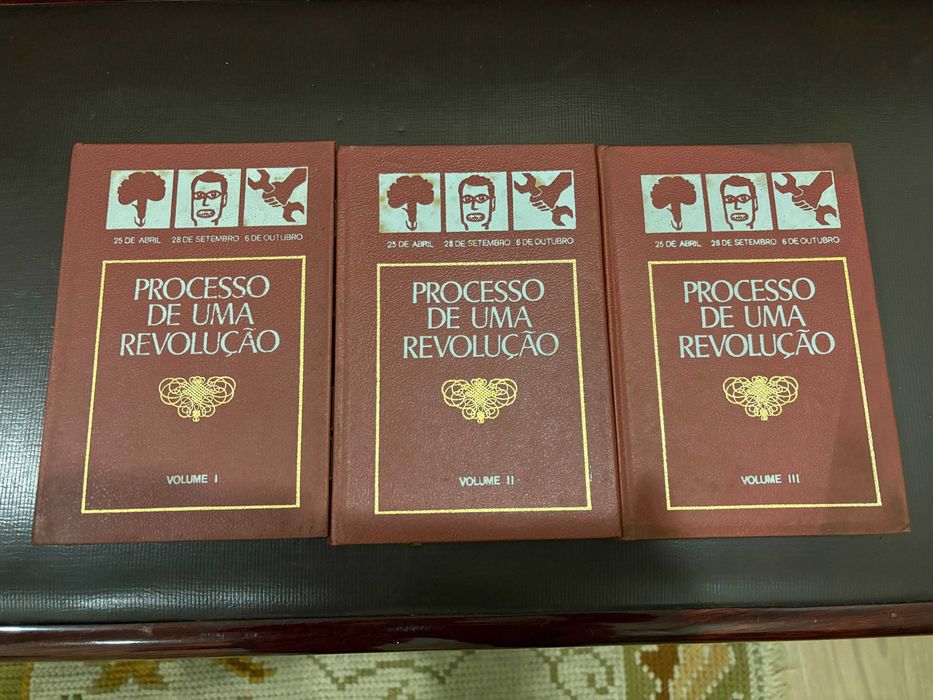 25 DE ABRIL 28 DE SETEMBRO 6 DE OUTUBRO
PROCESSO
DE UMA
REVOLUÇÃO
VOLUME I
25 DE ABRIL 28 DE SETEMBRO 6 DE OUTUBRO
PROCESSO
DE UMA
REVOLUÇÃO
VOLUME II
25 DE ABRIL 28 DE SETEMBRO 6 DE OUTUBRO
PROCESSO
DE UMA
REVOLUÇÃO
VOLUME III